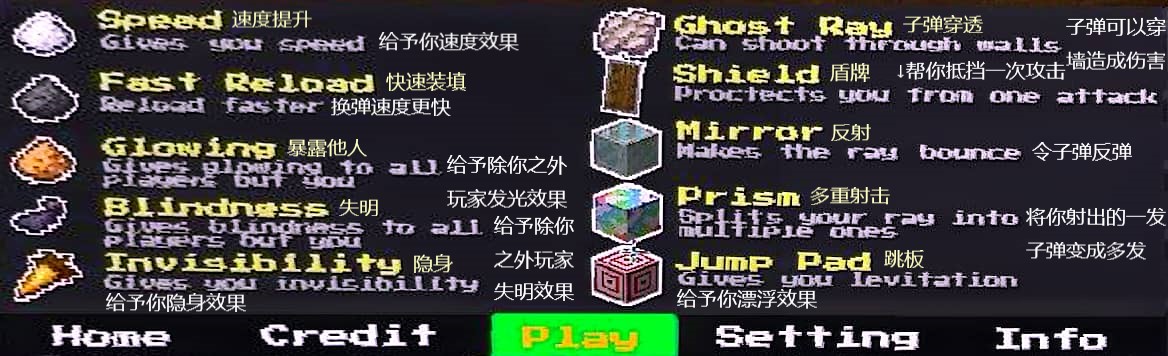 Speed 速度提升
Gives you speed 给予你速度效果
Fast Reload 快速装填
Reload faster 换弹速度更快
Glowing 暴露他人
Gives glowing to all
players but you
给予除你之外
玩家发光效果
Blindness 失明
Gives blindness to all
players but you
给予除你
之外玩家
失明效果
Invisibility 隐身
Gives you invisibility
给予你隐身效果
Ghost Ray 子弹穿透
Can shoot through walls
子弹可以穿
墙造成伤害
Shield 盾牌 ↓帮你抵挡一次攻击
Proctects you from one attack
Mirror 反射
Makes the ray bounce 令子弹反弹
Prism 多重射击
Splits your ray into
multiple ones
将你射出的一发
子弹变成多发
Jump Pad 跳板
Gives you levitation
给予你漂浮效果
Home Credit Play Setting Info